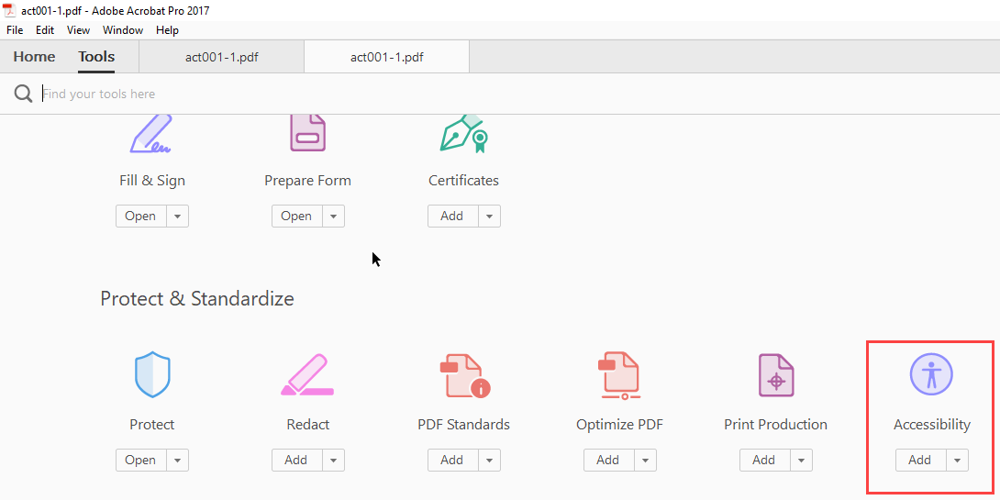 act001-1.pdf - Adobe Acrobat Pro 2017
File Edit View Window Help
Home Tools act001-1.pdf act001-1.pdf
Find your tools here
Fill & Sign Prepare Form Certificates
Open Open Add
Protect & Standardize
Protect Redact PDF Standards Optimize PDF Print Production Accessibility
Open Add Add Add Add Add